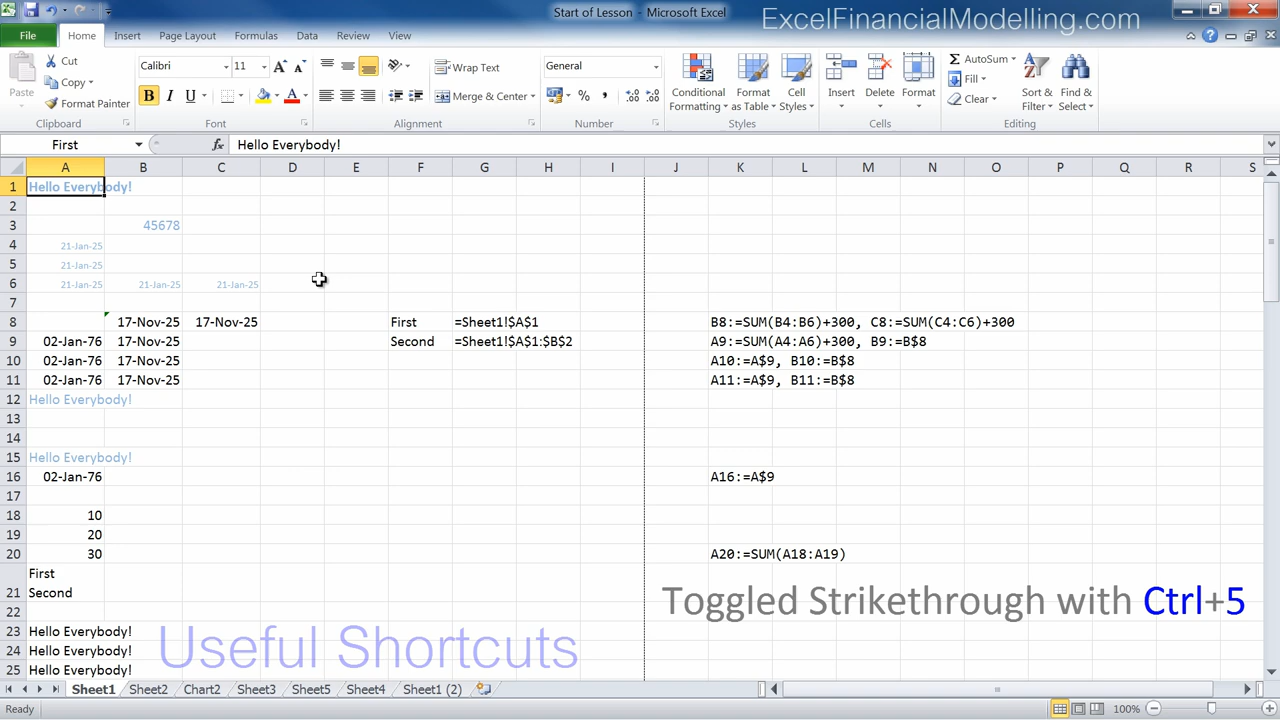 Start of Lesson - Microsoft Excel
ExcelFinancialModelling.com
File Home Insert Page Layout Formulas Data Review View
Paste
Cut
Copy
Format Painter
Clipboard
Calibri 11
B I U
Font
Wrap Text
Merge & Center
Alignment
General
% ,
Number
Conditional Formatting
Format as Table
Cell Styles
Styles
Insert
Delete
Format
Cells
AutoSum
Fill
Clear
Sort & Filter
Find & Select
Editing
First fx Hello Everybody!
A B C D E F G H I J K L M N O P Q R S
1 Hello Everybody!
2
3 45678
4 21-Jan-25
5 21-Jan-25
6 21-Jan-25 21-Jan-25 21-Jan-25
7
8 17-Nov-25 17-Nov-25 First =Sheet1!$A$1 B8:=SUM(B4:B6)+300, C8:=SUM(C4:C6)+300
9 02-Jan-76 17-Nov-25 Second =Sheet1!$A$1:$B$2 A9:=SUM(A4:A6)+300, B9:=B$8
10 02-Jan-76 17-Nov-25 A10:=A$9, B10:=B$8
11 02-Jan-76 17-Nov-25 A11:=A$9, B11:=B$8
12 Hello Everybody!
13
14
15 Hello Everybody!
16 02-Jan-76 A16:=A$9
17
18 10
19 20
20 30 A20:=SUM(A18:A19)
First
21 Second
22
23 Hello Everybody!
24 Hello Everybody!
25 Hello Everybody!
Toggled Strikethrough with Ctrl+5
Useful Shortcuts
Sheet1 Sheet2 Chart2 Sheet3 Sheet5 Sheet4 Sheet1 (2)
Ready 100%